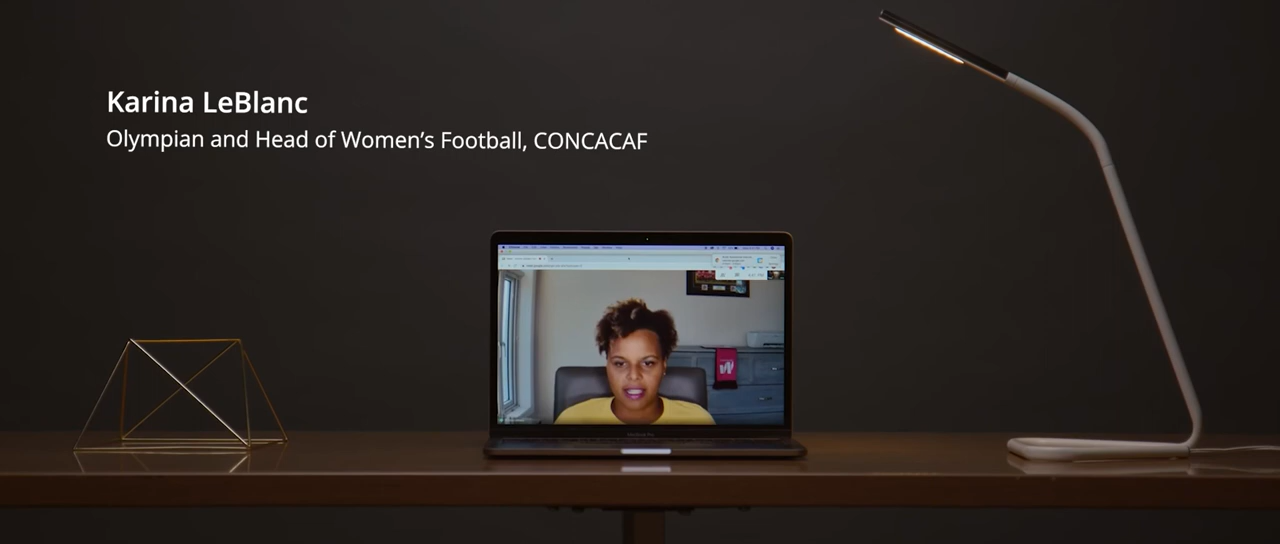 Karina LeBlanc
Olympian and Head of Women's Football, CONCACAF